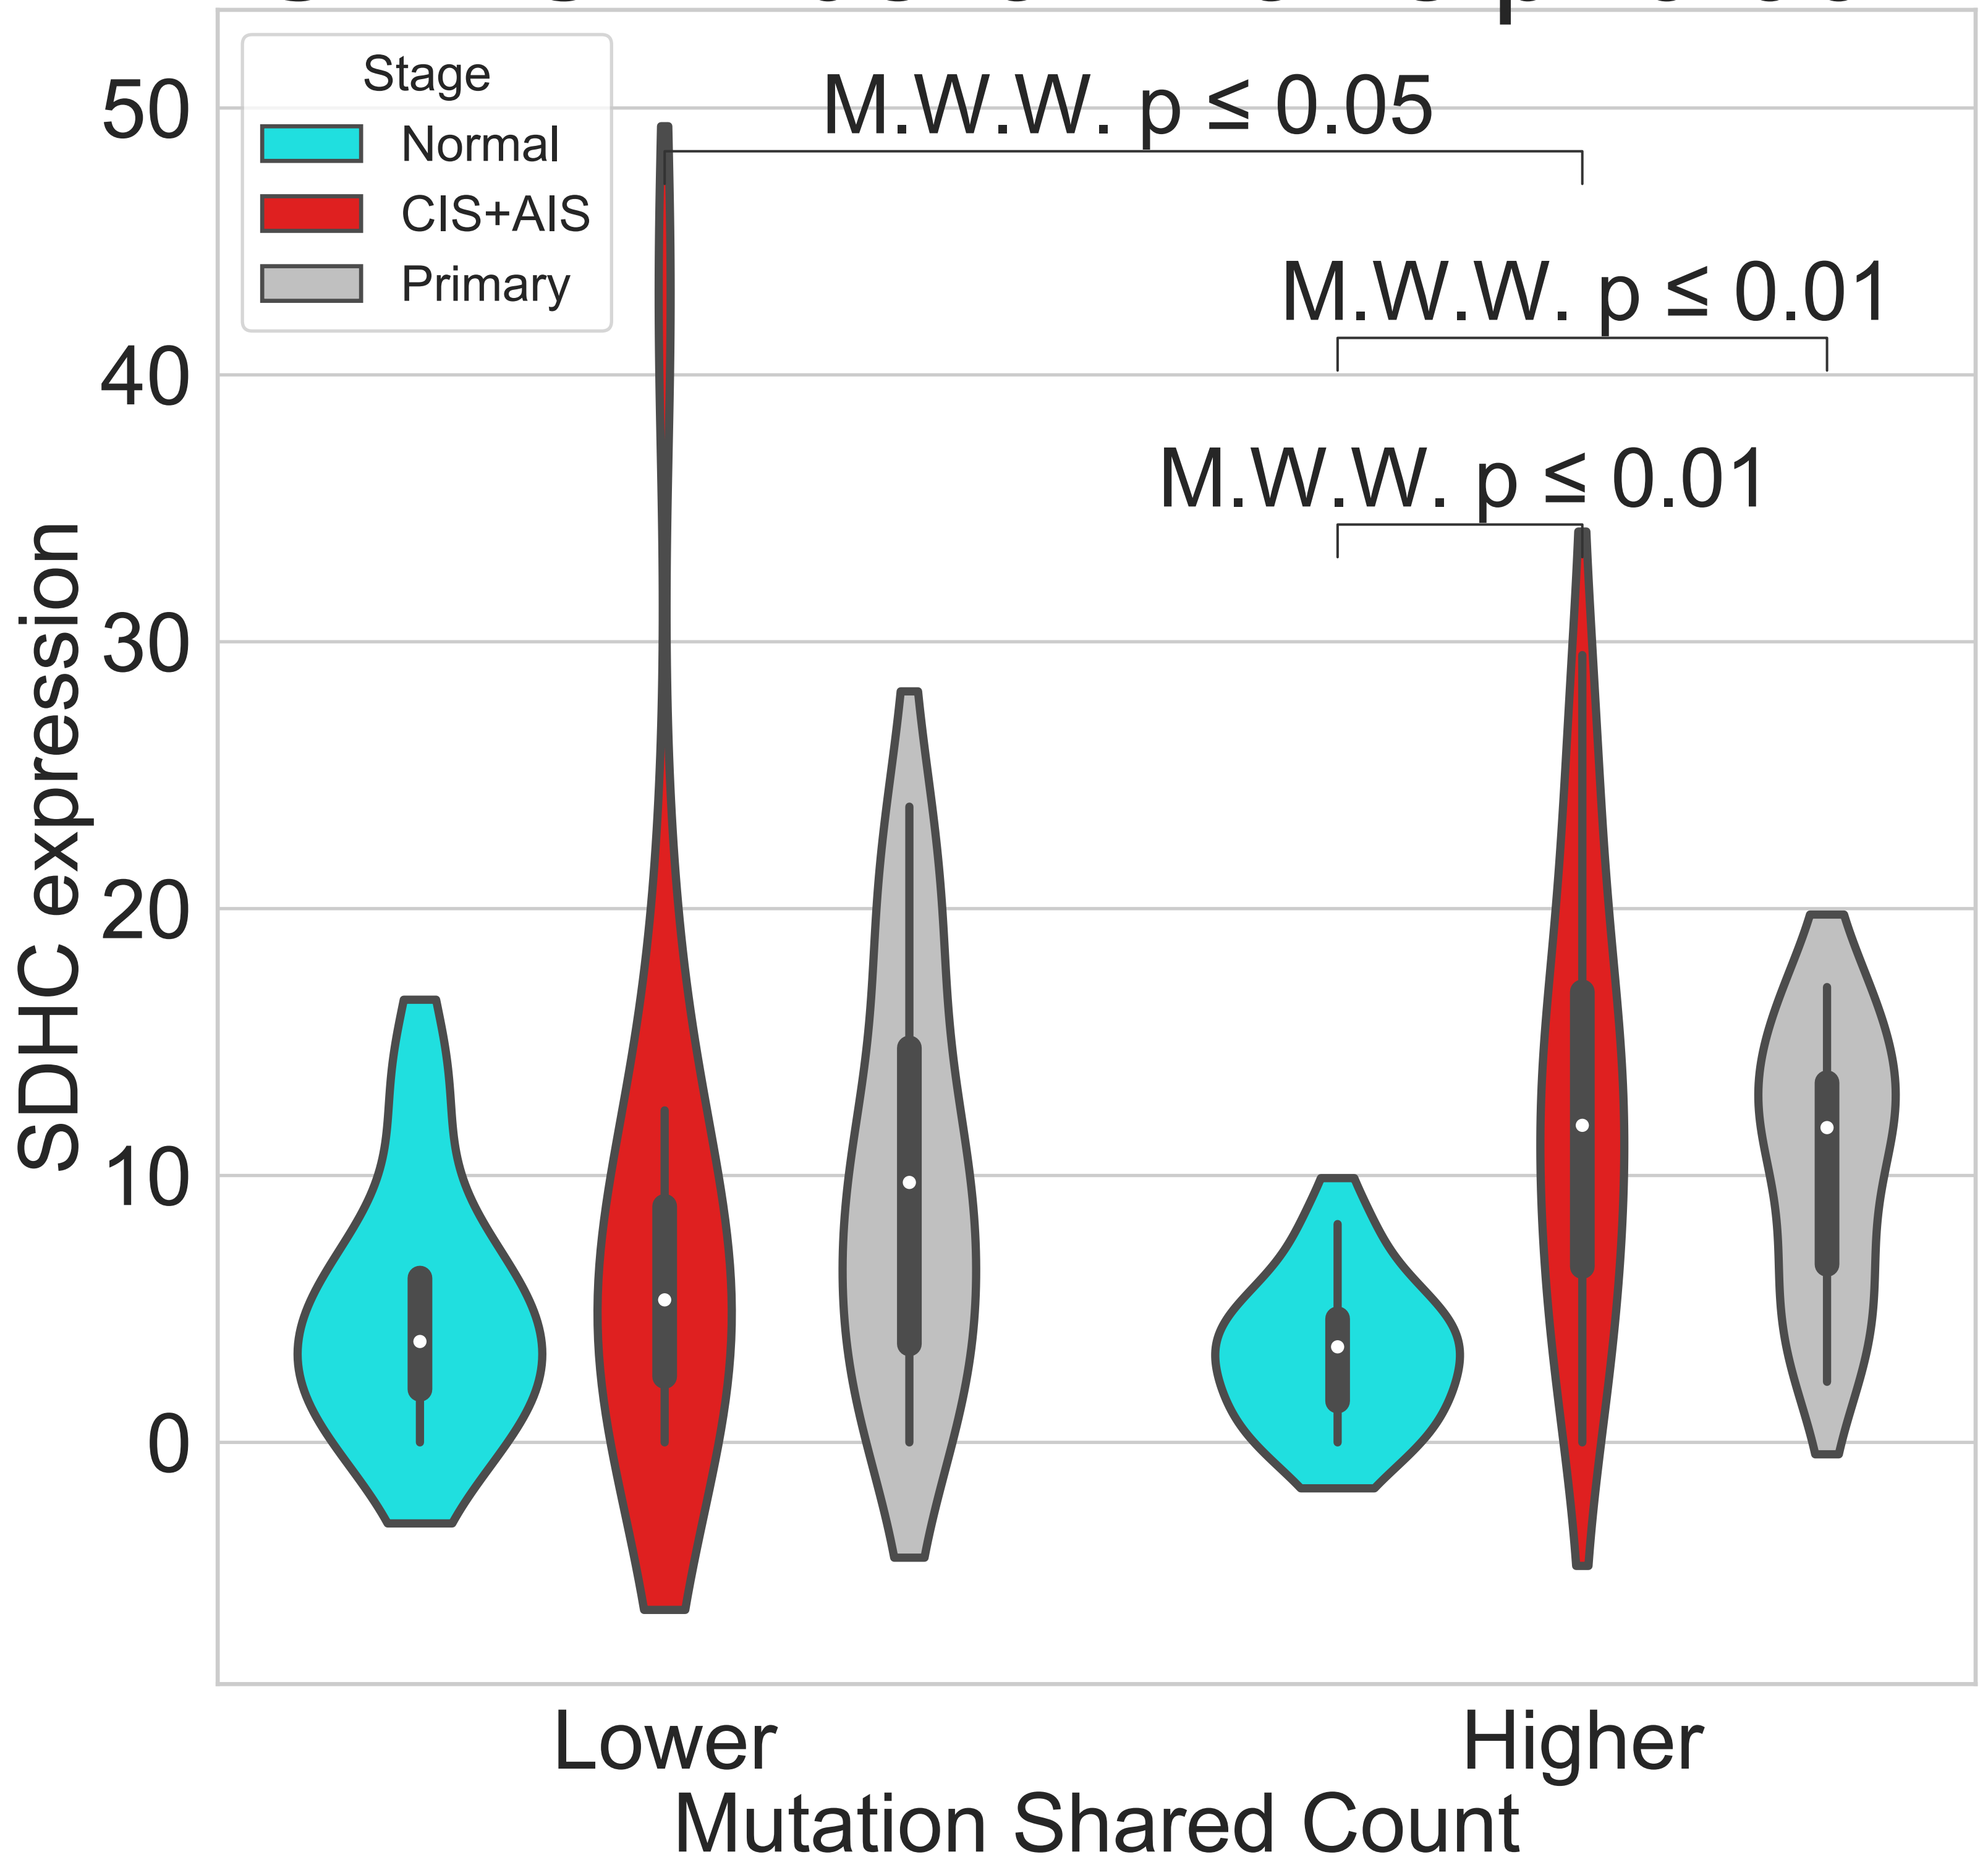 Stage
Normal
CIS+AIS
Primary
M.W.W. p ≤ 0.05
M.W.W. p ≤ 0.01
M.W.W. p ≤ 0.01
50
40
30
20
10
0
SDHC expression
Lower
Higher
Mutation Shared Count